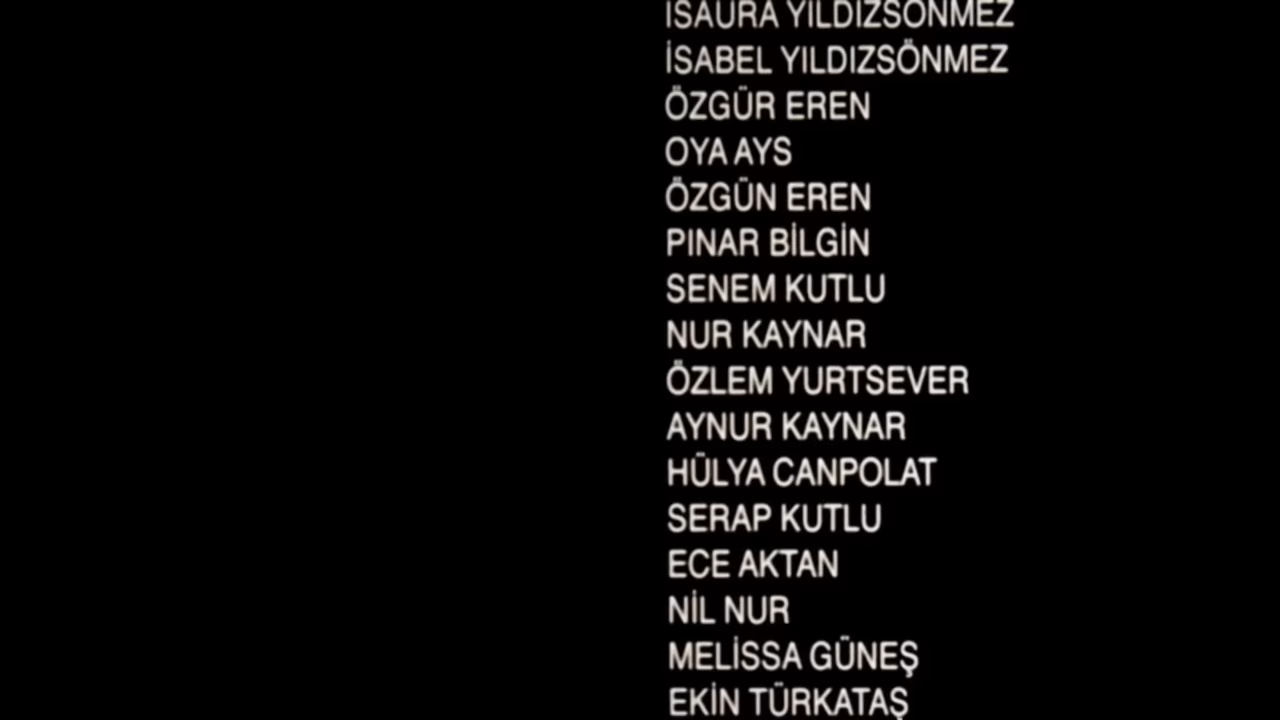 ISAURA YILDIZSÖNMEZ
İSABEL YILDIZSÖNMEZ
ÖZGÜR EREN
OYA AYS
ÖZGÜN EREN
PINAR BİLGİN
SENEM KUTLU
NUR KAYNAR
ÖZLEM YURTSEVER
AYNUR KAYNAR
HÜLYA CANPOLAT
SERAP KUTLU
ECE AKTAN
NİL NUR
MELİSSA GÜNEŞ
EKİN TÜRKATAŞ